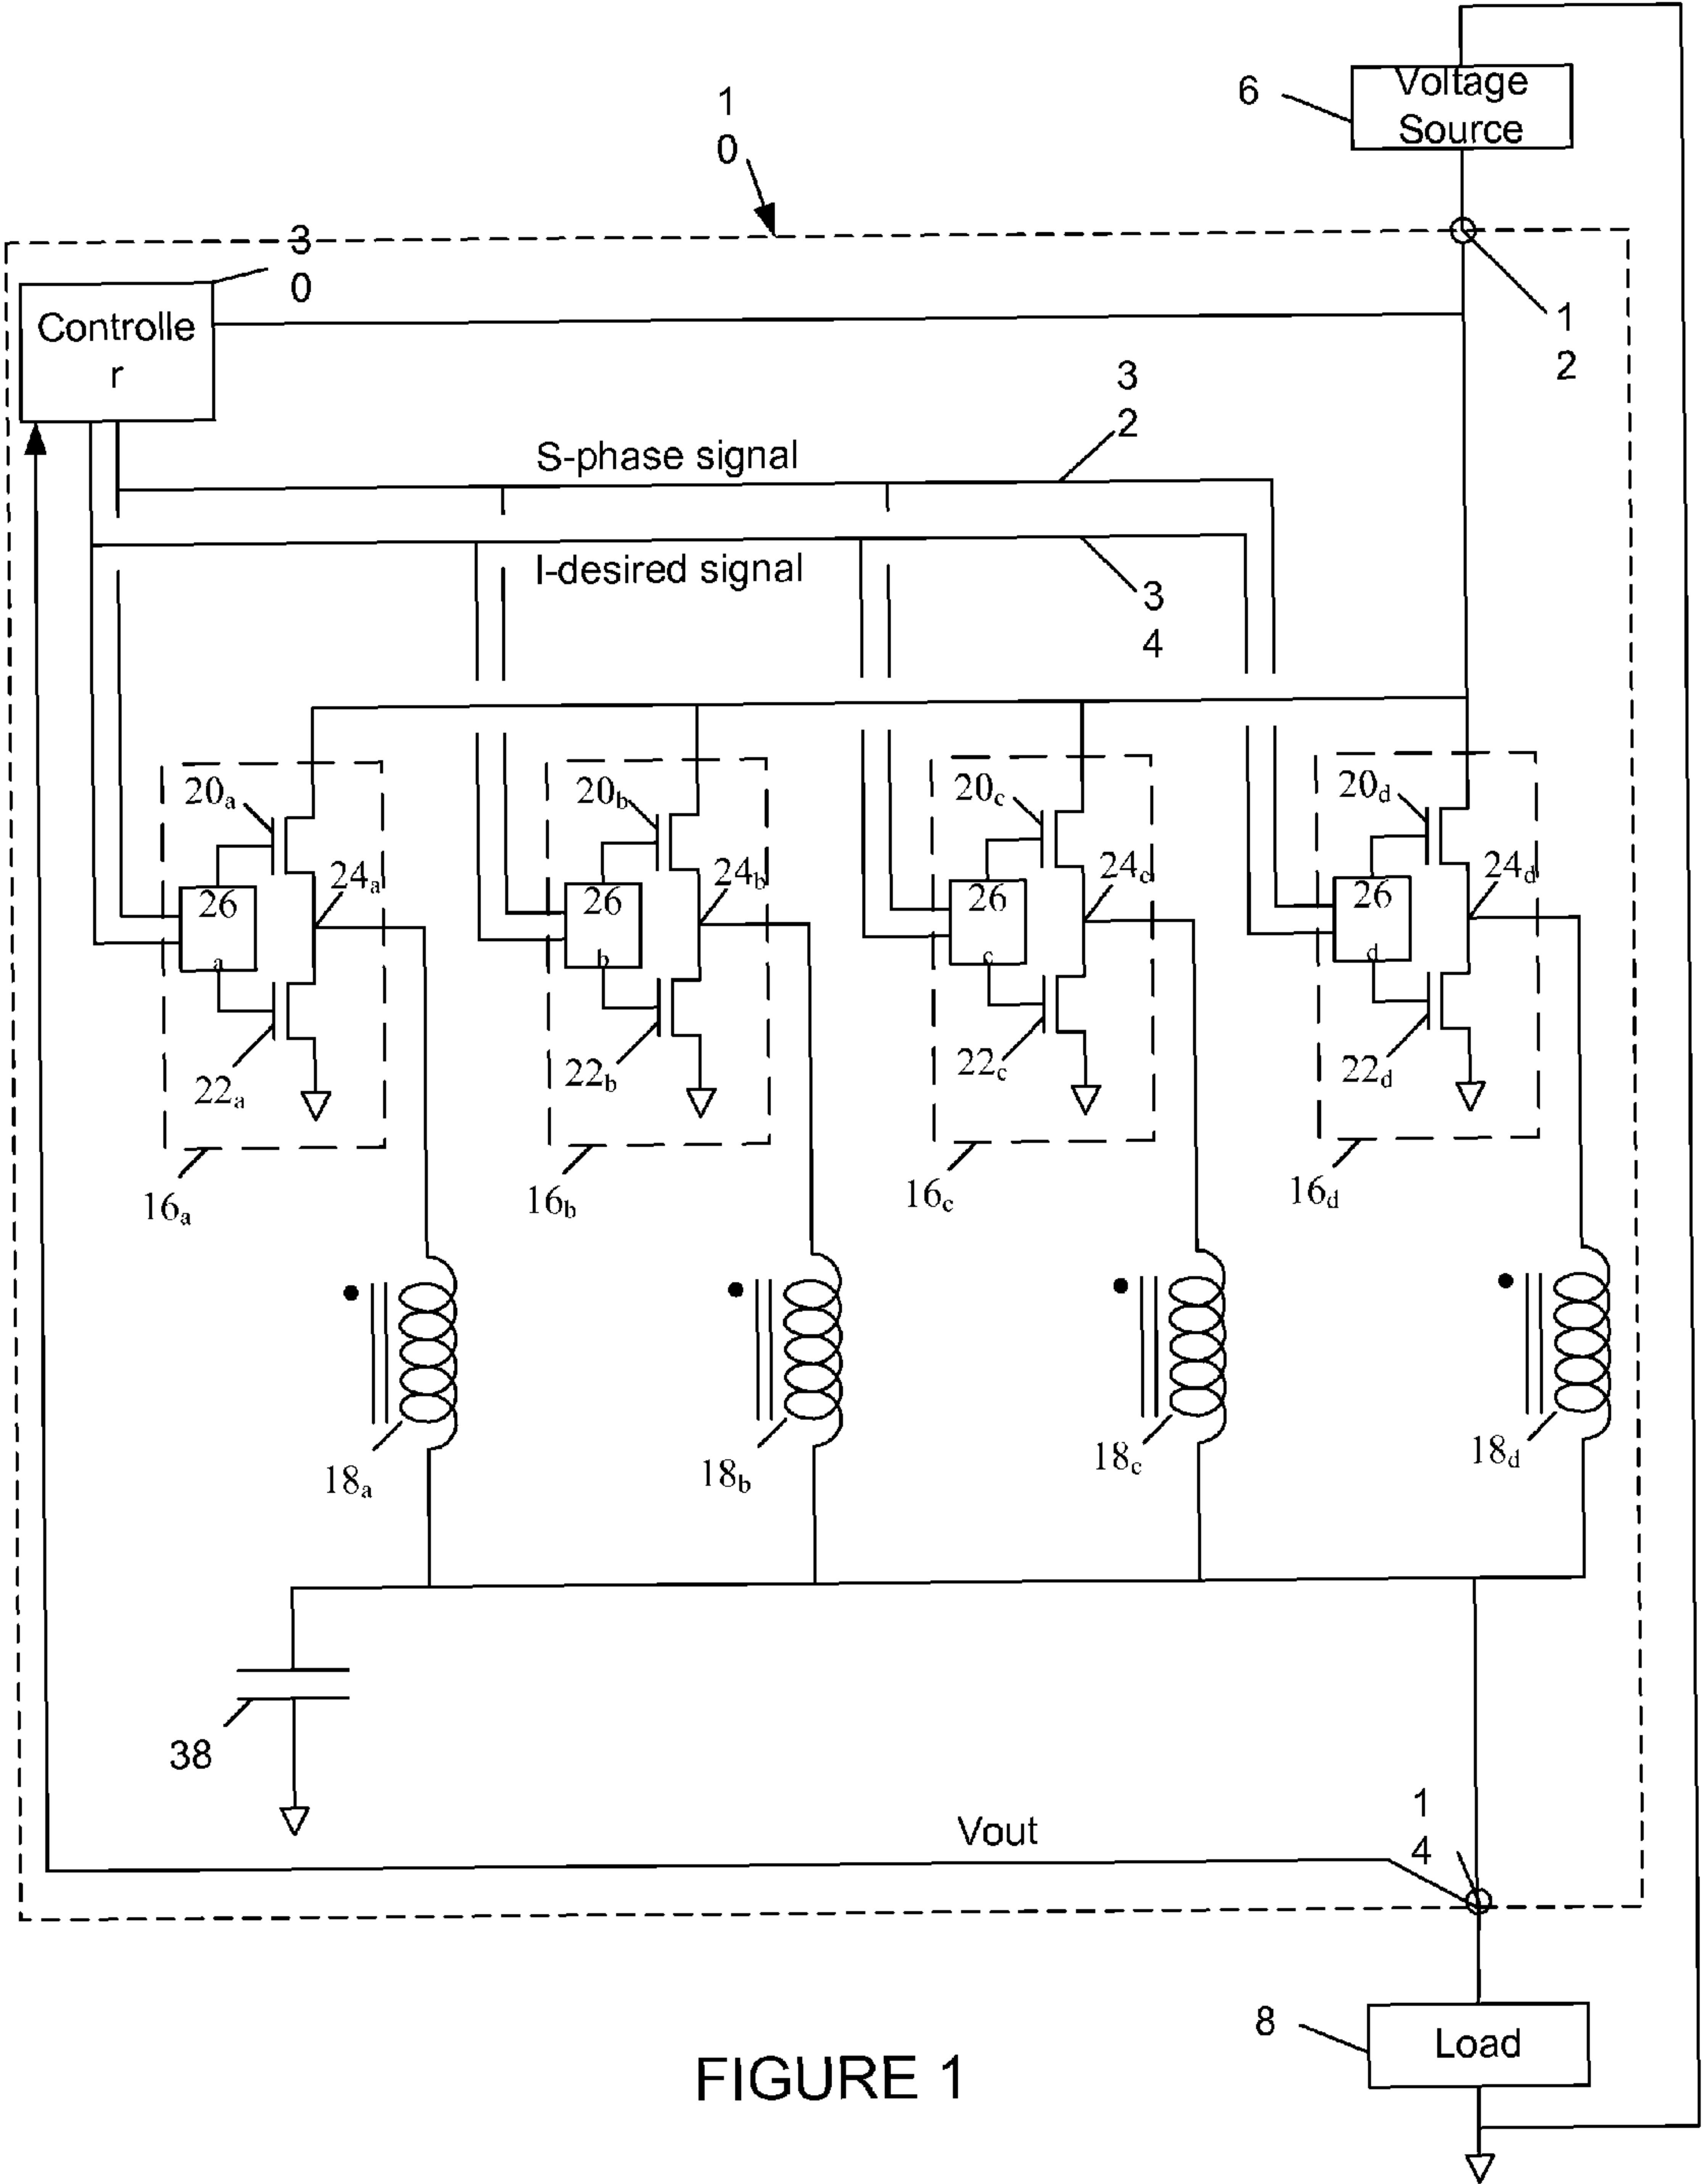 Voltage
Source
6
1
0
3
0
Controlle
r
1
2
3
2
S-phase signal
I-desired signal
3
4
20a
20b
20c
20d
24a
24b
24c
24d
26
a
26
b
26
c
26
d
22a
22b
22c
22d
16a
16b
16c
16d
18a
18b
18c
18d
38
Vout
1
4
8
Load
FIGURE 1